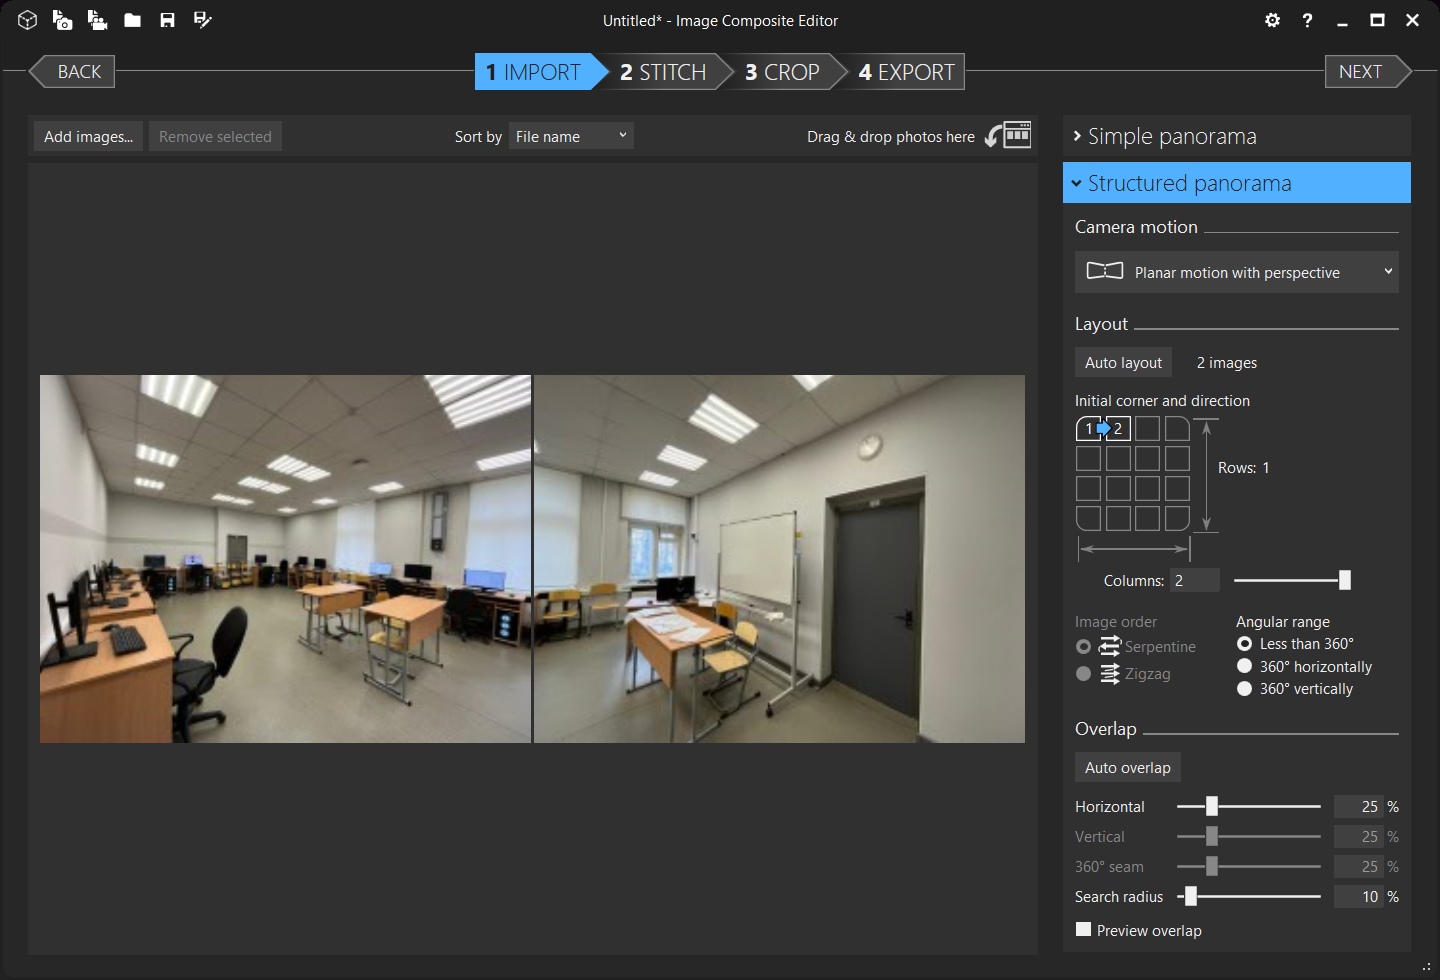 Untitled* - Image Composite Editor
?
BACK
1 IMPORT
2 STITCH
3 CROP
4 EXPORT
NEXT
Add images...
Remove selected
Sort by
File name
Drag & drop photos here
Simple panorama
Structured panorama
Camera motion
Planar motion with perspective
Layout
Auto layout
2 images
Initial corner and direction
1
2
Rows: 1
Columns: 2
Image order
Serpentine
Zigzag
Angular range
Less than 360°
360° horizontally
360° vertically
Overlap
Auto overlap
Horizontal 25 %
Vertical 25 %
360° seam 25 %
Search radius 10 %
Preview overlap